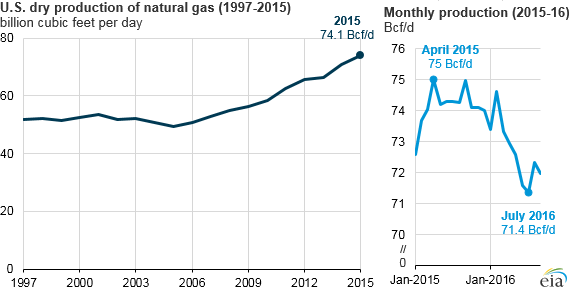 U.S. dry production of natural gas (1997-2015)
billion cubic feet per day
80
60
40
20
0
1997
2000
2003
2006
2009
2012
2015
2015
74.1 Bcf/d
Monthly production (2015-16)
Bcf/d
76
75
74
73
72
71
70
//
0
Jan-2015
Jan-2016
April 2015
75 Bcf/d
July 2016
71.4 Bcf/d
eia